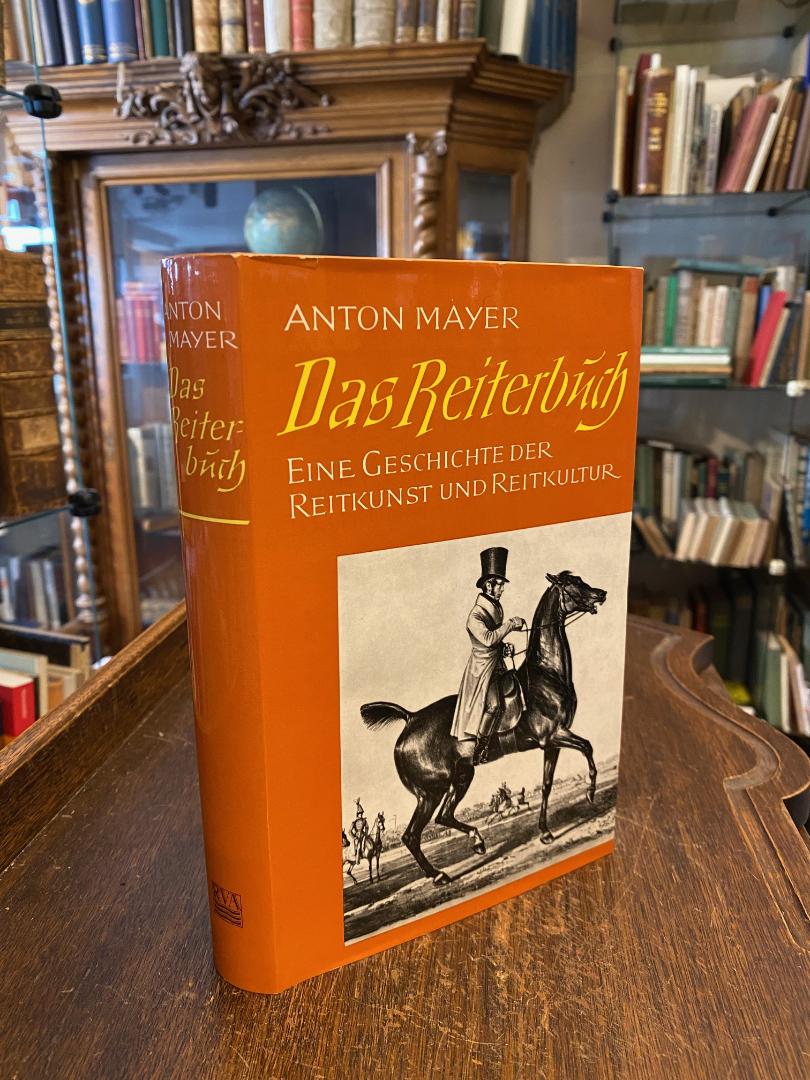 ANTON
MAYER
Das
Reiter-
buch
RVA
ANTON MAYER
Das Reiterbuch
EINE GESCHICHTE DER
REITKUNST UND REITKULTUR